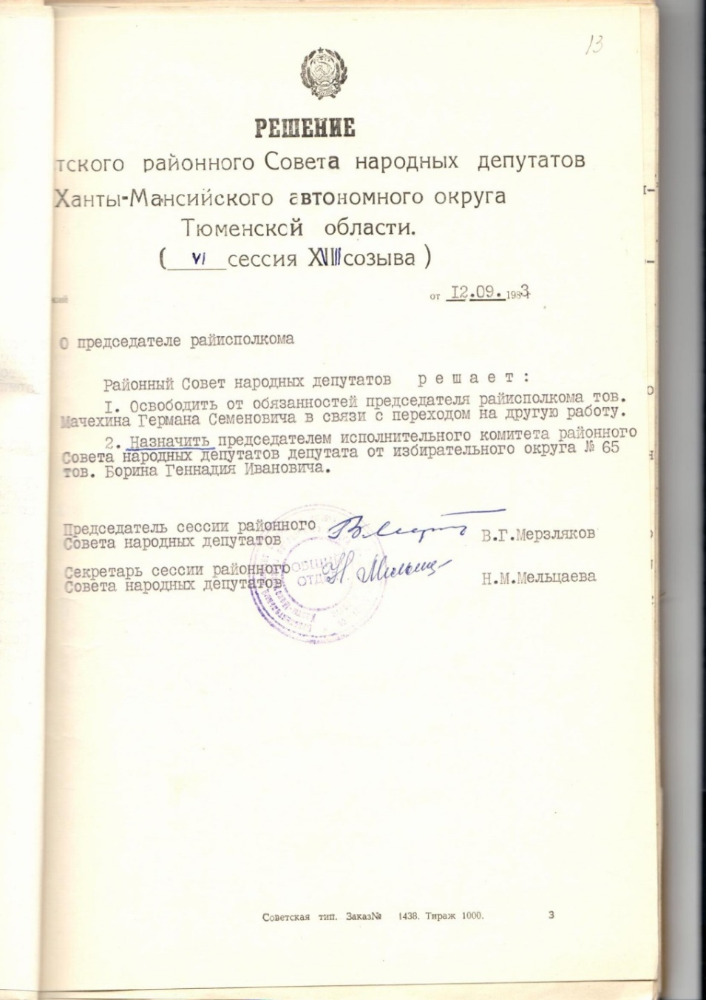 13
РЕШЕНИЕ
тского районного Совета народных депутатов
Ханты-Мансийского автономного округа
Тюменской области.
( VI сессия XVIII созыва )
от 12.09. 1983
О председателе райисполкома
Районный Совет народных депутатов р е ш а е т :
1. Освободить от обязанностей председателя райисполкома тов.
Мачехина Германа Семеновича в связи с переходом на другую работу.
2. Назначить председателем исполнительного комитета районного
Совета народных депутатов депутата от избирательного округа № 65
тов. Борина Геннадия Ивановича.
Председатель сессии районного
Совета народных депутатов
В.Г.Мерзляков
Секретарь сессии районного
Совета народных депутатов
Н.М.Мельцаева
ОБЩИЙ
ОТДЕЛ
Советская тип. Заказ№ 1438. Тираж 1000. 3